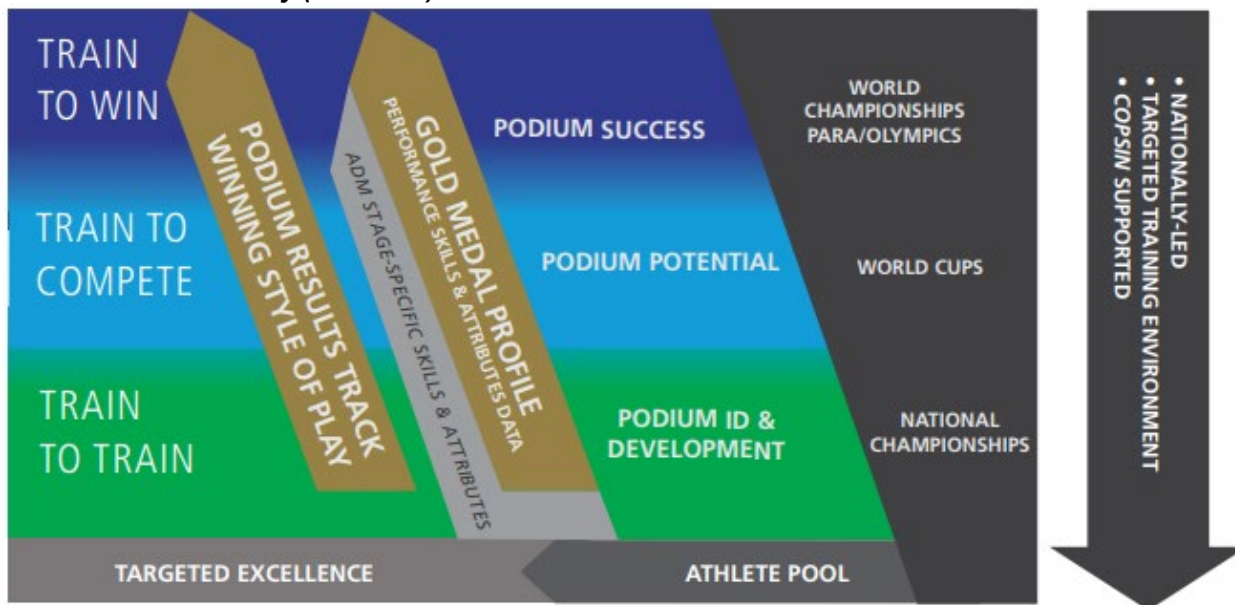 TRAIN
TO WIN
TRAIN TO
COMPETE
TRAIN
TO TRAIN
PODIUM RESULTS TRACK
WINNING STYLE OF PLAY
ADM STAGE-SPECIFIC SKILLS & ATTRIBUTES
GOLD MEDAL PROFILE
PERFORMANCE SKILLS & ATTRIBUTES DATA
PODIUM SUCCESS
PODIUM POTENTIAL
PODIUM ID &
DEVELOPMENT
WORLD
CHAMPIONSHIPS
PARA/OLYMPICS
WORLD CUPS
NATIONAL
CHAMPIONSHIPS
• NATIONALLY-LED
• TARGETED TRAINING ENVIRONMENT
• COPSIN SUPPORTED
TARGETED EXCELLENCE
ATHLETE POOL